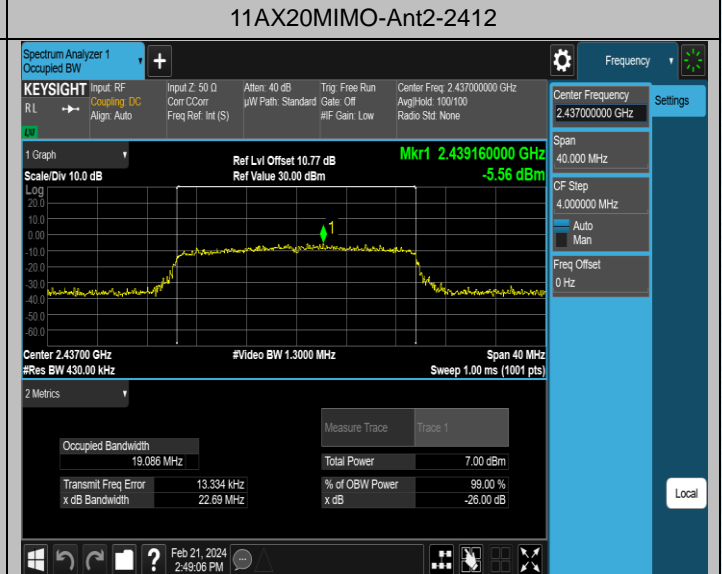 11AX20MIMO-Ant2-2412
Spectrum Analyzer 1
Occupied BW
Frequency
KEYSIGHT
RL
LXI
Input: RF
Coupling: DC
Align: Auto
Input Z: 50 Ω
Corr CCorr
Freq Ref: Int (S)
Atten: 40 dB
µW Path: Standard
Trig: Free Run
Gate: Off
#IF Gain: Low
Center Freq: 2.437000000 GHz
Avg|Hold: 100/100
Radio Std: None
Center Frequency
2.437000000 GHz
Settings
Span
40.000 MHz
CF Step
4.000000 MHz
Auto
Man
Freq Offset
0 Hz
1 Graph
Scale/Div 10.0 dB
Ref Lvl Offset 10.77 dB
Ref Value 30.00 dBm
Mkr1 2.439160000 GHz
-5.56 dBm
Log
20.0
10.0
0.00
-10.0
-20.0
-30.0
-40.0
-50.0
-60.0
1
Center 2.43700 GHz
#Res BW 430.00 kHz
#Video BW 1.3000 MHz
Span 40 MHz
Sweep 1.00 ms (1001 pts)
2 Metrics
Measure Trace Trace 1
Occupied Bandwidth
19.086 MHz
Total Power 7.00 dBm
Transmit Freq Error 13.334 kHz
% of OBW Power 99.00 %
x dB Bandwidth 22.69 MHz
x dB -26.00 dB
Local
Feb 21, 2024
2:49:06 PM